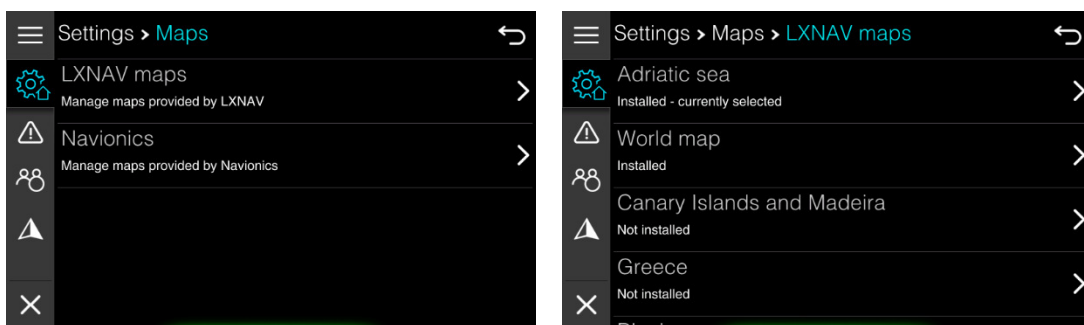 Settings > Maps
LXNAV maps
Manage maps provided by LXNAV
Navionics
Manage maps provided by Navionics
Settings > Maps > LXNAV maps
Adriatic sea
Installed - currently selected
World map
Installed
Canary Islands and Madeira
Not installed
Greece
Not installed